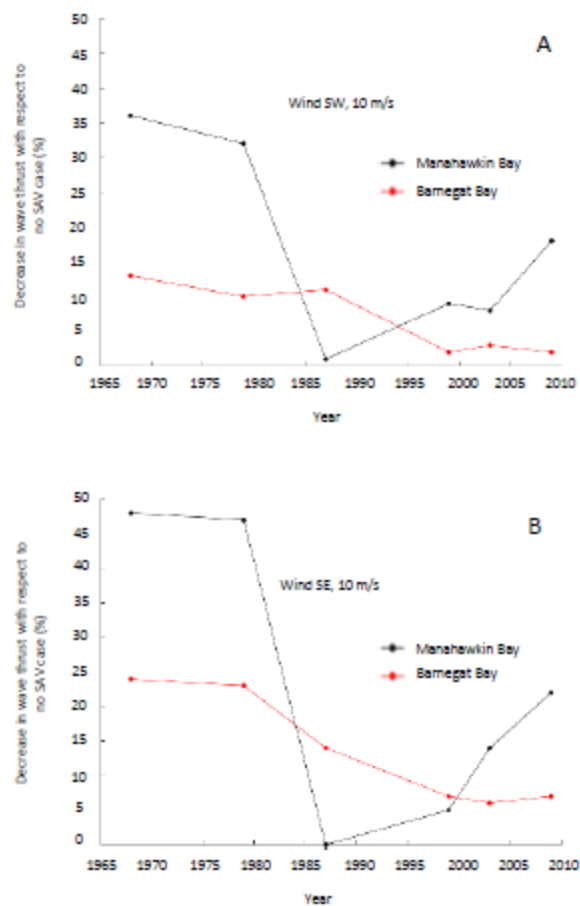 A
Decrease in wave thrust with respect to
no SAV case (%)
50
45
40
35
30
25
20
15
10
5
0
Wind SW, 10 m/s
Manahawkin Bay
Barnegat Bay
1965 1970 1975 1980 1985 1990 1995 2000 2005 2010
Year
B
Decrease in wave thrust with respect to
no SAV case (%)
50
45
40
35
30
25
20
15
10
5
0
Wind SE, 10 m/s
Manahawkin Bay
Barnegat Bay
1965 1970 1975 1980 1985 1990 1995 2000 2005 2010
Year